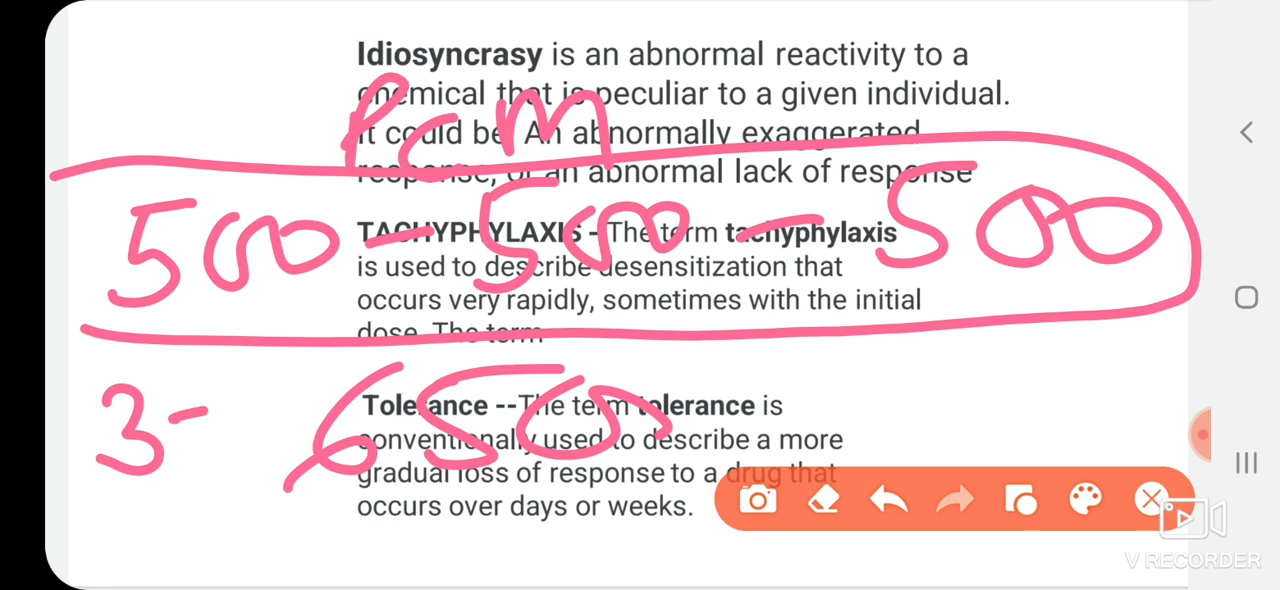 Idiosyncrasy is an abnormal reactivity to a
chemical that is peculiar to a given individual.
It could be. An abnormally exaggerated
response, or an abnormal lack of response
Pcm
500 - 500 - 500
TACHYPHYLAXIS - The term tachyphylaxis
is used to describe desensitization that
occurs very rapidly, sometimes with the initial
dose. The term
3 - 650
Tolerance --The term tolerance is
conventionally used to describe a more
gradual loss of response to a drug that
occurs over days or weeks.
V RECORDER